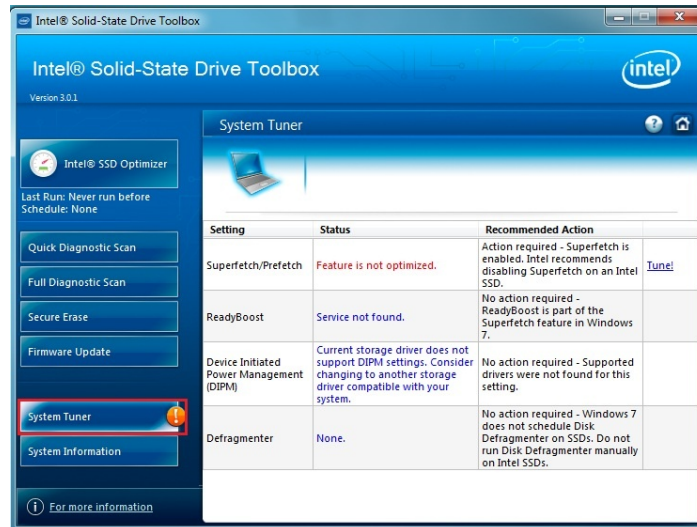 Intel® Solid-State Drive Toolbox
Intel® Solid-State Drive Toolbox
Version 3.0.1
intel
System Tuner
Intel® SSD Optimizer
Last Run: Never run before
Schedule: None
Quick Diagnostic Scan
Full Diagnostic Scan
Secure Erase
Firmware Update
System Tuner
System Information
For more information
Setting Status Recommended Action
Superfetch/Prefetch
Feature is not optimized.
Action required - Superfetch is
enabled. Intel recommends
disabling Superfetch on an Intel
SSD.
Tune!
ReadyBoost
Service not found.
No action required -
ReadyBoost is part of the
Superfetch feature in Windows
7.
Device Initiated
Power Management
(DIPM)
Current storage driver does not
support DIPM settings. Consider
changing to another storage
driver compatible with your
system.
No action required - Supported
drivers were not found for this
setting.
Defragmenter
None.
No action required - Windows 7
does not schedule Disk
Defragmenter on SSDs. Do not
run Disk Defragmenter manually
on Intel SSDs.